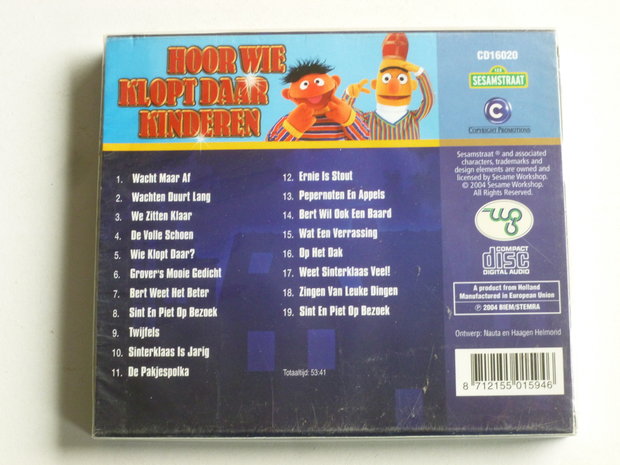 HOOR WIE
KLOPT DAAR
KINDEREN
CD16020
SESAMSTRAAT
C
COPYRIGHT PROMOTIONS
1. Wacht Maar Af
2. Wachten Duurt Lang
3. We Zitten Klaar
4. De Volle Schoen
5. Wie Klopt Daar?
6. Grover's Mooie Gedicht
7. Bert Weet Het Beter
8. Sint En Piet Op Bezoek
9. Twijfels
10. Sinterklaas Is Jarig
11. De Pakjespolka
12. Ernie Is Stout
13. Pepernoten En Appels
14. Bert Wil Ook Een Baard
15. Wat Een Verrassing
16. Op Het Dak
17. Weet Sinterklaas Veel!
18. Zingen Van Leuke Dingen
19. Sint En Piet Op Bezoek
Totaaltijd: 53:41
Sesamstraat ® and associated
characters, trademarks and
design elements are owned and
licensed by Sesame Workshop.
© 2004 Sesame Workshop.
All Rights Reserved.
COMPACT
disc
DIGITAL AUDIO
A product from Holland
Manufactured in European Union
℗ 2004 BIEM/STEMRA
Ontwerp: Nauta en Haagen Helmond
8 712155 015946